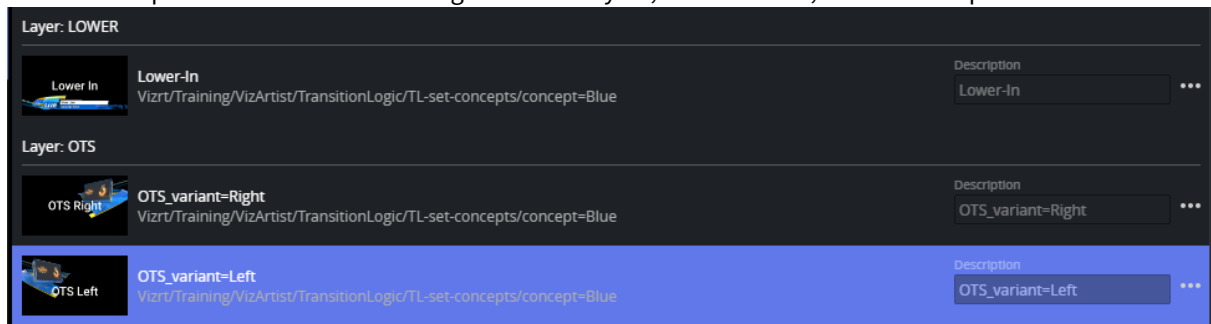 Layer: LOWER
Lower In
Lower-In
Vizrt/Training/VizArtist/TransitionLogic/TL-set-concepts/concept=Blue
Description
Lower-In
Layer: OTS
OTS Right
OTS_variant=Right
Vizrt/Training/VizArtist/TransitionLogic/TL-set-concepts/concept=Blue
Description
OTS_variant=Right
OTS Left
OTS_variant=Left
Vizrt/Training/VizArtist/TransitionLogic/TL-set-concepts/concept=Blue
Description
OTS_variant=Left